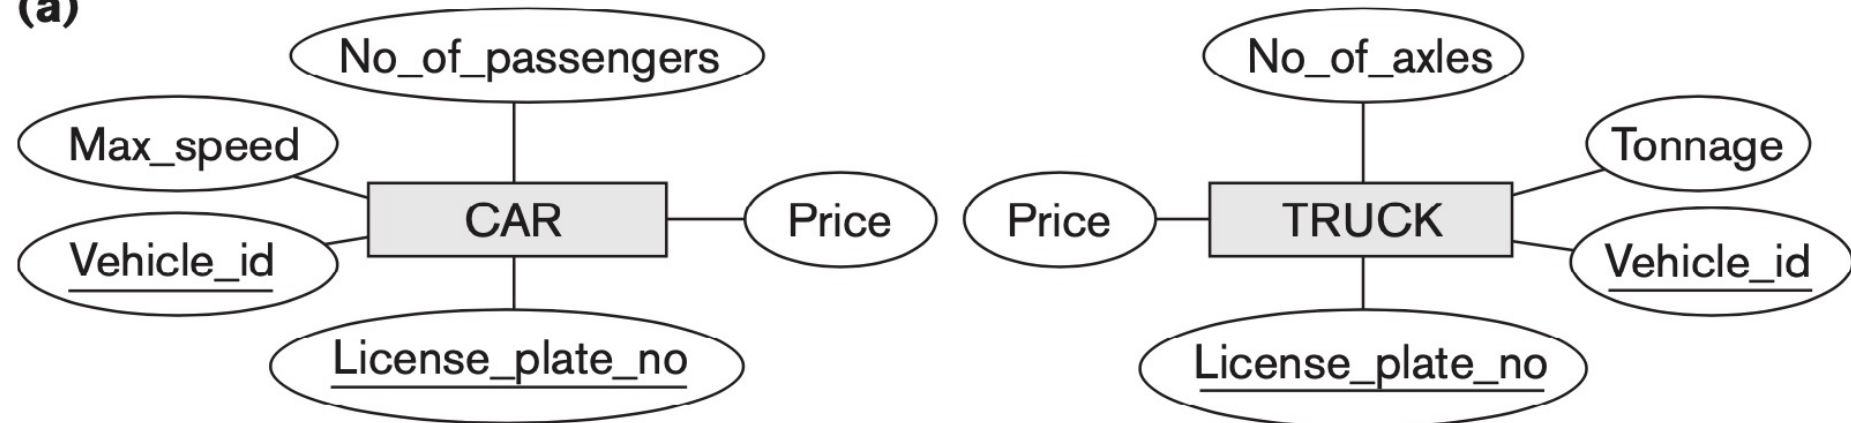 (a)
No_of_passengers
No_of_axles
Max_speed
Tonnage
CAR
Price
Price
TRUCK
Vehicle_id
Vehicle_id
License_plate_no
License_plate_no